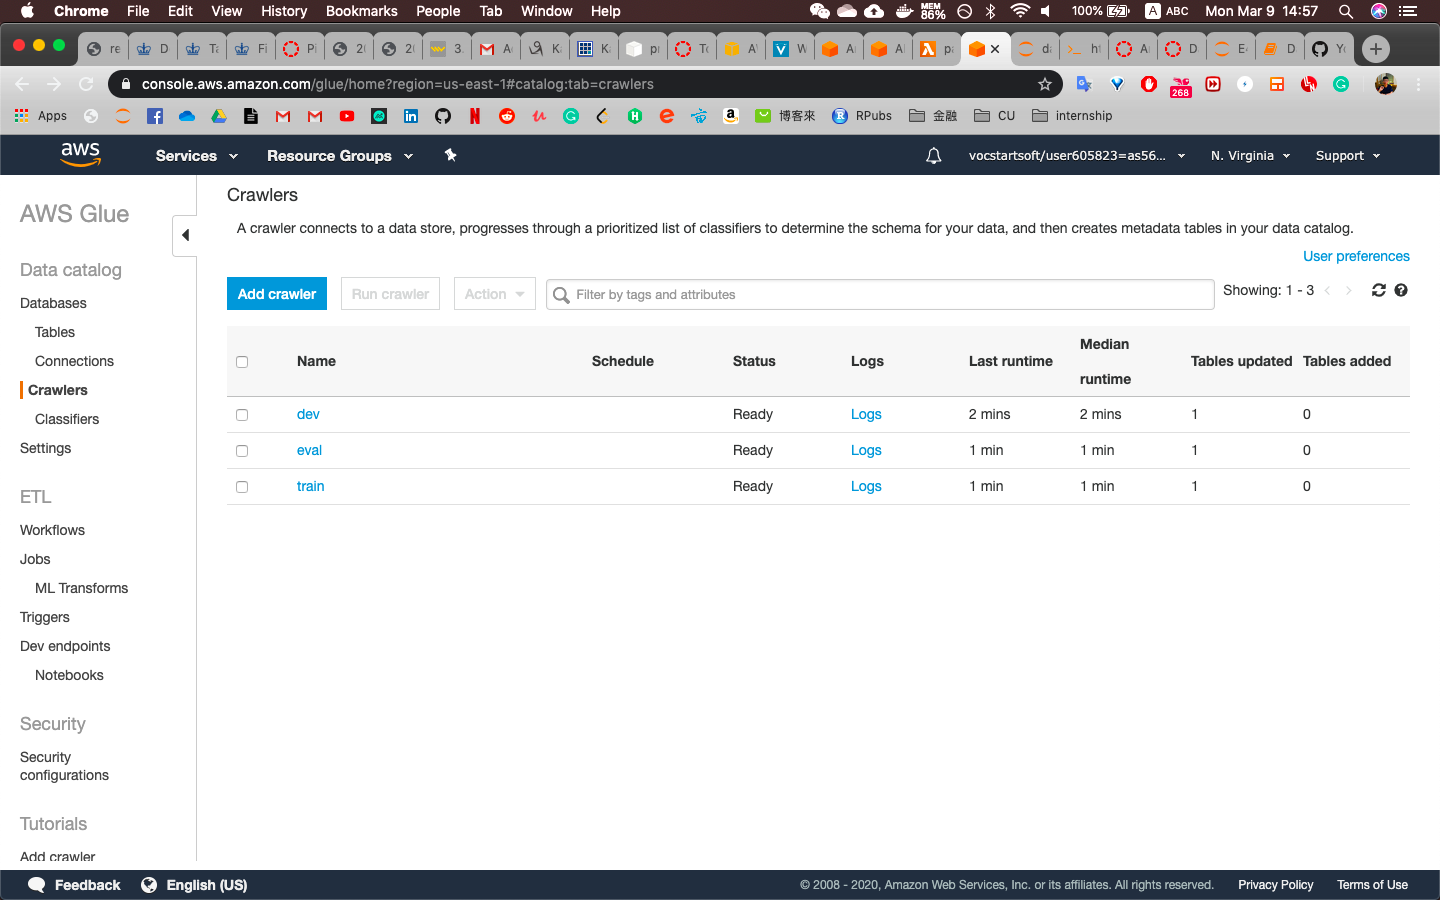 Chrome File Edit View History Bookmarks People Tab Window Help MEM 86% 100% A ABC Mon Mar 9 14:57
re D Ta Fi Pi 20 20 3. Ac K K pr To A W A A pa da ht A D E D Yo
console.aws.amazon.com/glue/home?region=us-east-1#catalog:tab=crawlers 268
Apps 博客來 RPubs 金融 CU internship
aws Services Resource Groups vocstartsoft/user605823=as56... N. Virginia Support
AWS Glue
Data catalog
Databases
Tables
Connections
Crawlers
Classifiers
Settings
ETL
Workflows
Jobs
ML Transforms
Triggers
Dev endpoints
Notebooks
Security
Security
configurations
Tutorials
Add crawler
Crawlers
A crawler connects to a data store, progresses through a prioritized list of classifiers to determine the schema for your data, and then creates metadata tables in your data catalog.
User preferences
Add crawler Run crawler Action Filter by tags and attributes Showing: 1 - 3
Name Schedule Status Logs Last runtime Median runtime Tables updated Tables added
dev Ready Logs 2 mins 2 mins 1 0
eval Ready Logs 1 min 1 min 1 0
train Ready Logs 1 min 1 min 1 0
Feedback English (US) © 2008 - 2020, Amazon Web Services, Inc. or its affiliates. All rights reserved. Privacy Policy Terms of Use